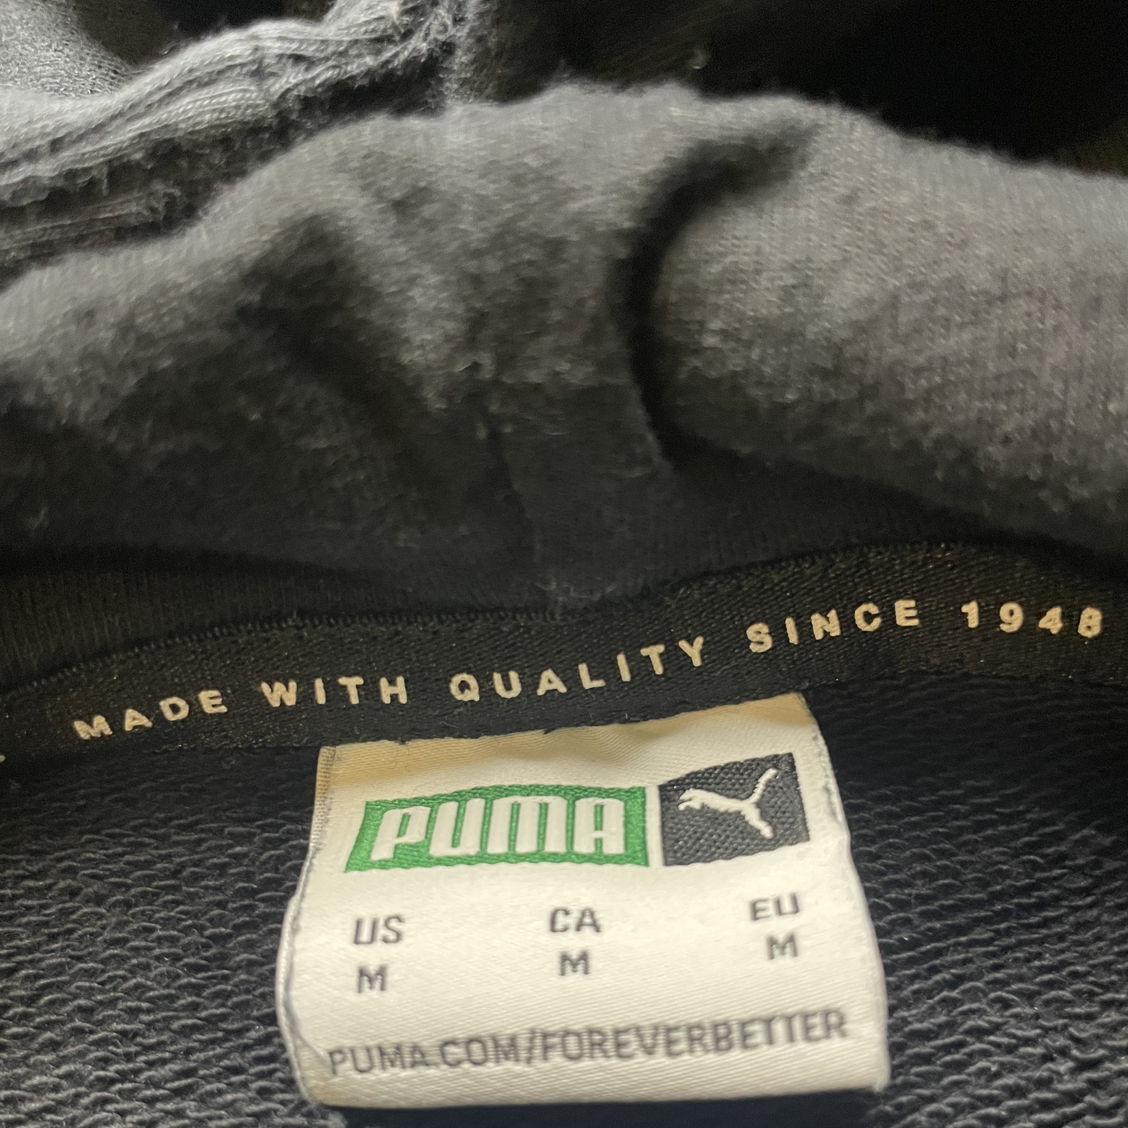 MADE WITH QUALITY SINCE 1948
PUMA
US CA EU
M M M
PUMA.COM/FOREVERBETTER